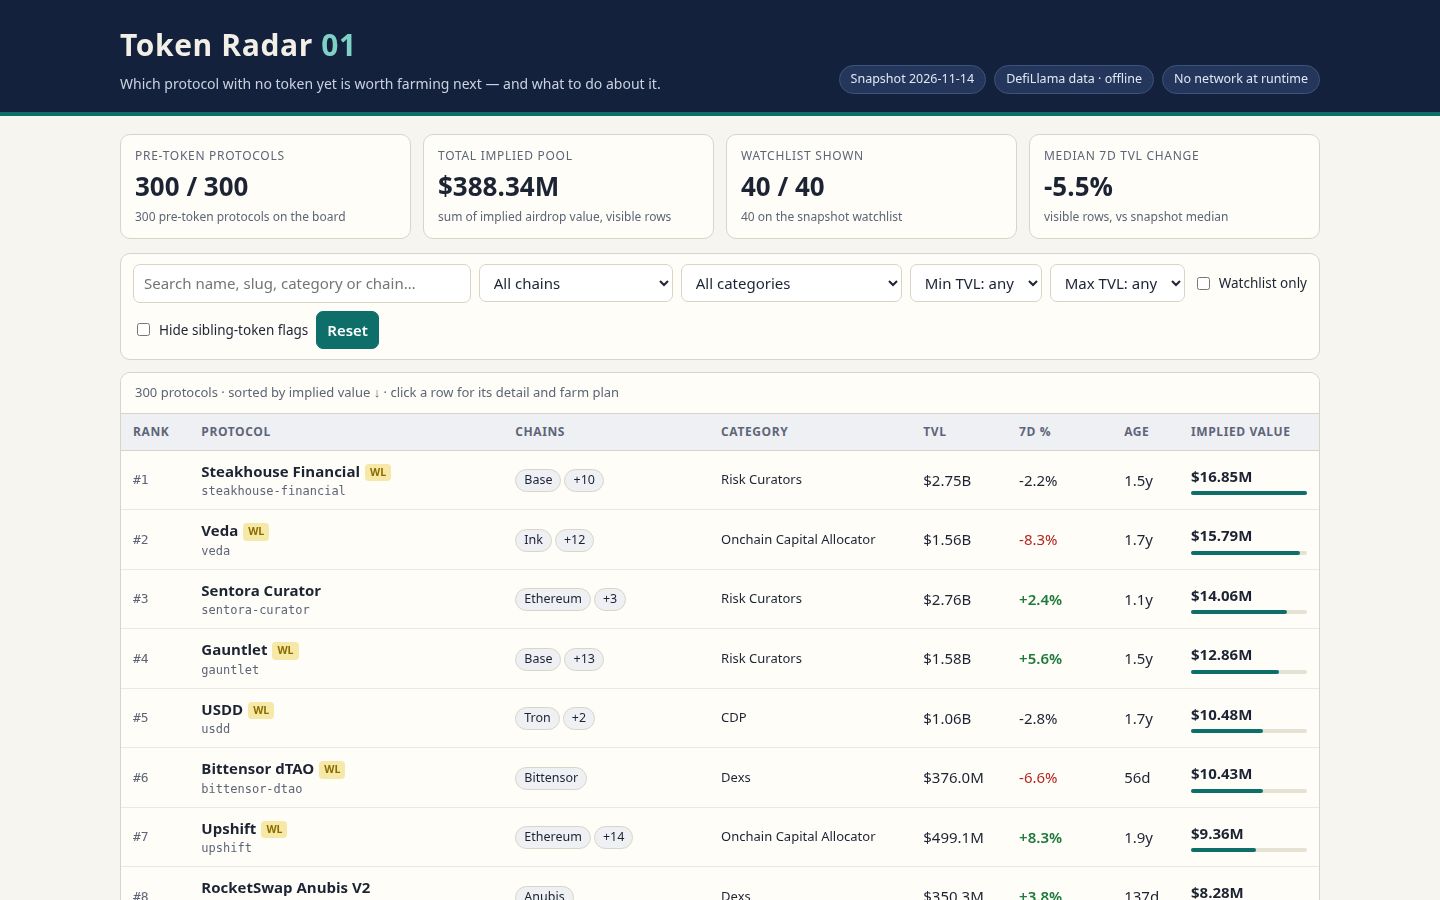 Token Radar 01
Which protocol with no token yet is worth farming next — and what to do about it.
Snapshot 2026-11-14
DefiLlama data · offline
No network at runtime
PRE-TOKEN PROTOCOLS
300 / 300
300 pre-token protocols on the board
TOTAL IMPLIED POOL
$388.34M
sum of implied airdrop value, visible rows
WATCHLIST SHOWN
40 / 40
40 on the snapshot watchlist
MEDIAN 7D TVL CHANGE
-5.5%
visible rows, vs snapshot median
Search name, slug, category or chain...
All chains
All categories
Min TVL: any
Max TVL: any
Watchlist only
Hide sibling-token flags
Reset
300 protocols · sorted by implied value ↓ · click a row for its detail and farm plan
RANK PROTOCOL CHAINS CATEGORY TVL 7D % AGE IMPLIED VALUE
#1 Steakhouse Financial WL Base +10 Risk Curators $2.75B -2.2% 1.5y $16.85M
steakhouse-financial
#2 Veda WL Ink +12 Onchain Capital Allocator $1.56B -8.3% 1.7y $15.79M
veda
#3 Sentora Curator Ethereum +3 Risk Curators $2.76B +2.4% 1.1y $14.06M
sentora-curator
#4 Gauntlet WL Base +13 Risk Curators $1.58B +5.6% 1.5y $12.86M
gauntlet
#5 USDD WL Tron +2 CDP $1.06B -2.8% 1.7y $10.48M
usdd
#6 Bittensor dTAO WL Bittensor Dexs $376.0M -6.6% 56d $10.43M
bittensor-dtao
#7 Upshift WL Ethereum +14 Onchain Capital Allocator $499.1M +8.3% 1.9y $9.36M
upshift
#8 RocketSwap Anubis V2 Anubis Dexs $350.3M +3.8% 137d $8.28M